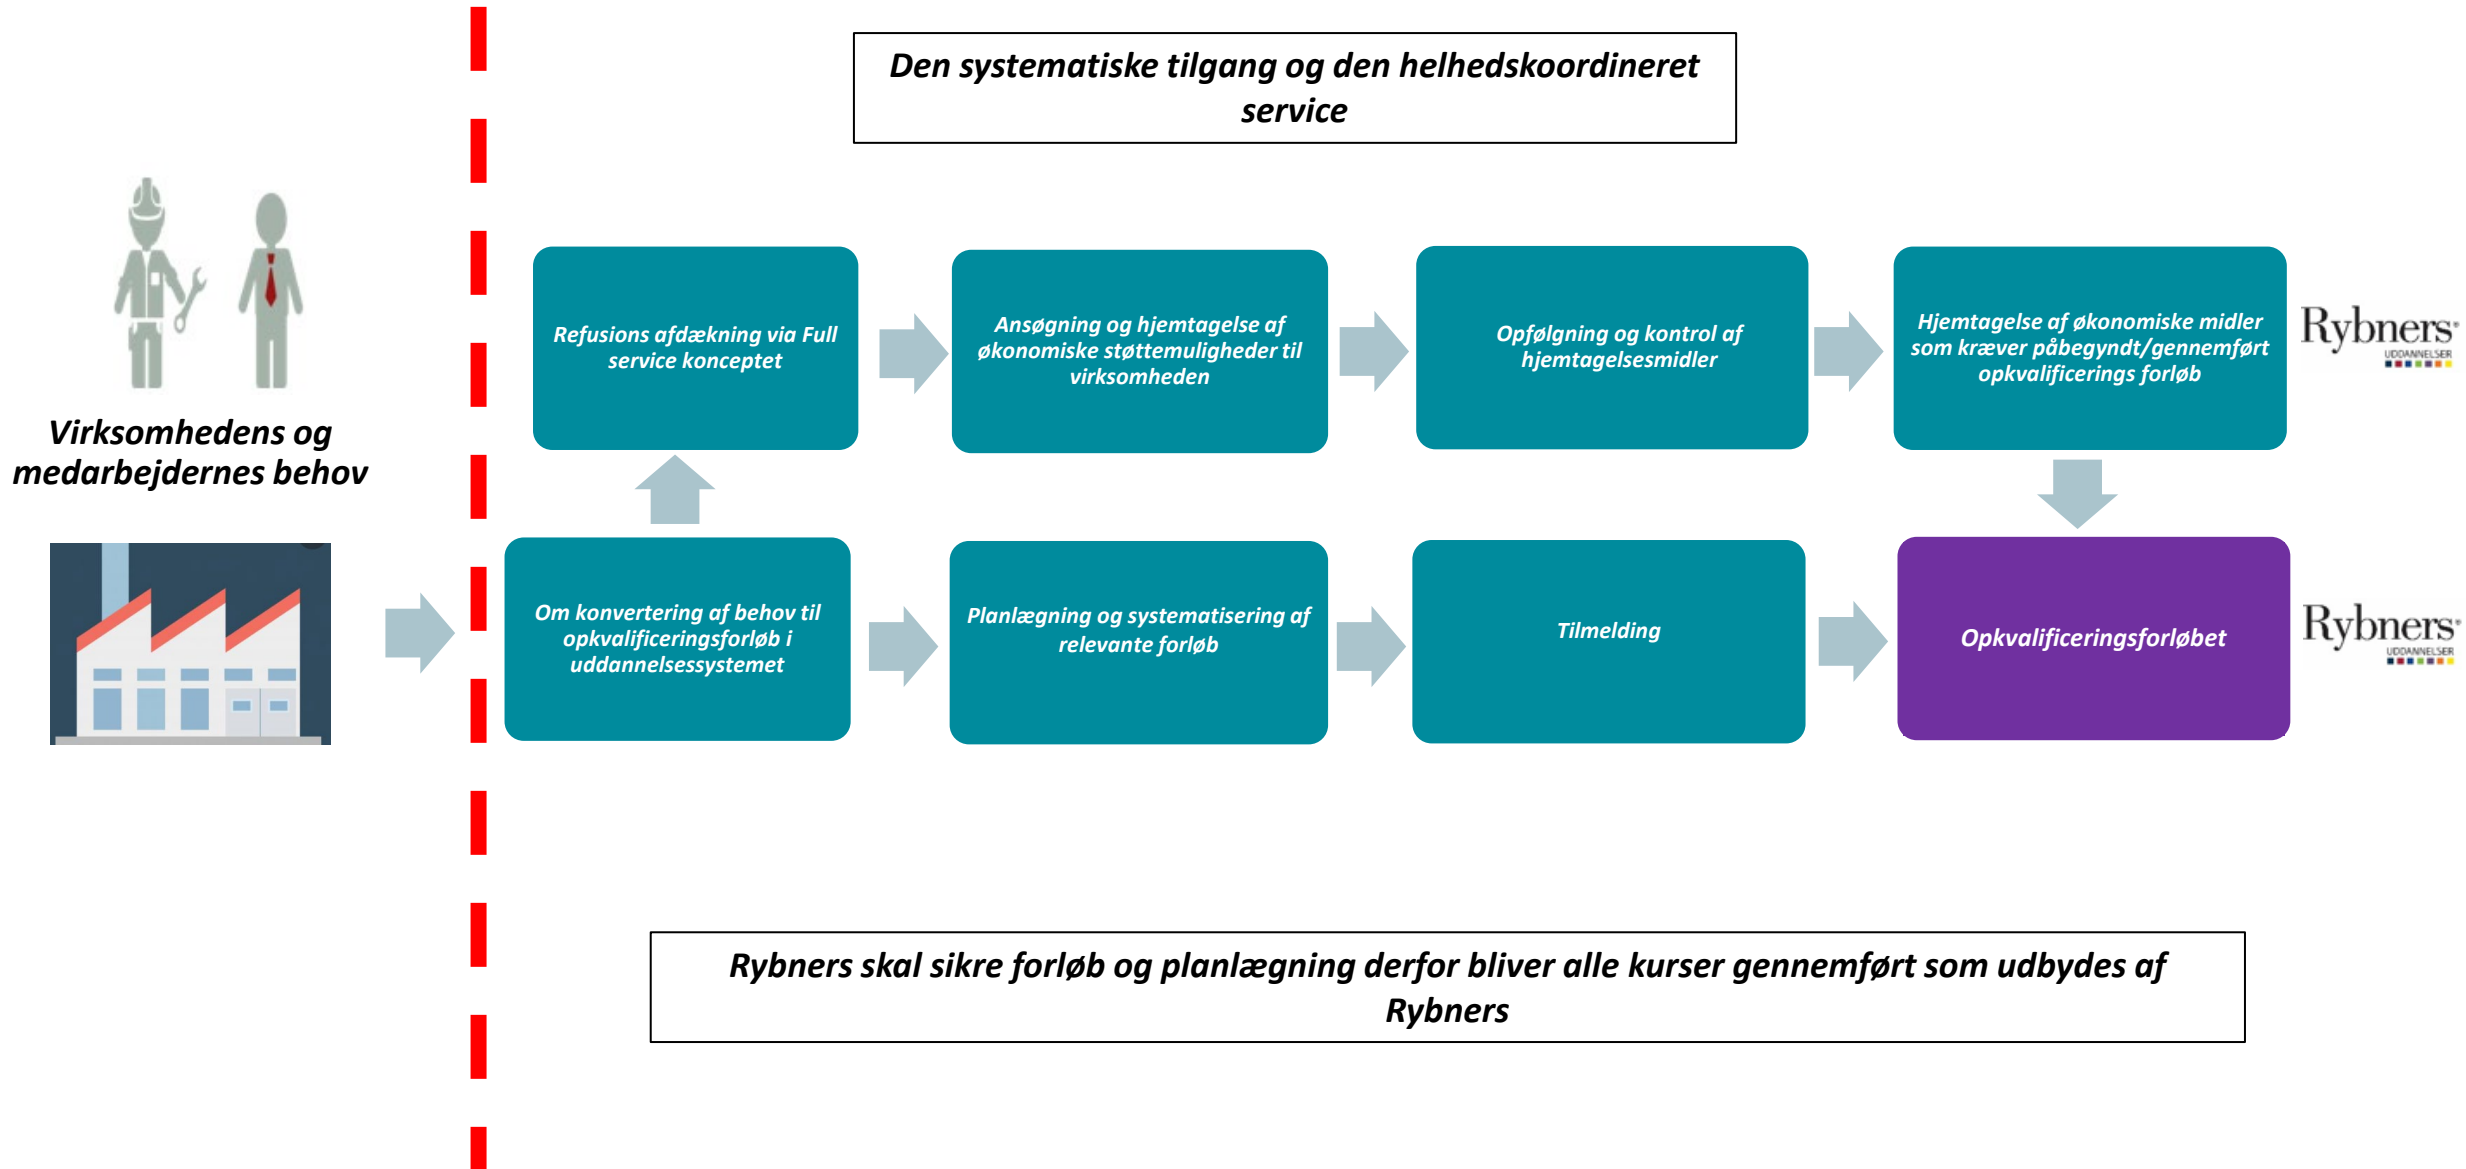 Den systematiske tilgang og den helhedskoordineret
service
Virksomhedens og
medarbejdernes behov
Refusions afdækning via Full
service konceptet
Ansøgning og hjemtagelse af
økonomiske støttemuligheder til
virksomheden
Opfølgning og kontrol af
hjemtagelsesmidler
Hjemtagelse af økonomiske midler
som kræver påbegyndt/gennemført
opkvalificerings forløb
Rybners®
UDDANNELSER
Om konvertering af behov til
opkvalificeringsforløb i
uddannelsessystemet
Planlægning og systematisering af
relevante forløb
Tilmelding
Opkvalificeringsforløbet
Rybners®
UDDANNELSER
Rybners skal sikre forløb og planlægning derfor bliver alle kurser gennemført som udbydes af
Rybners